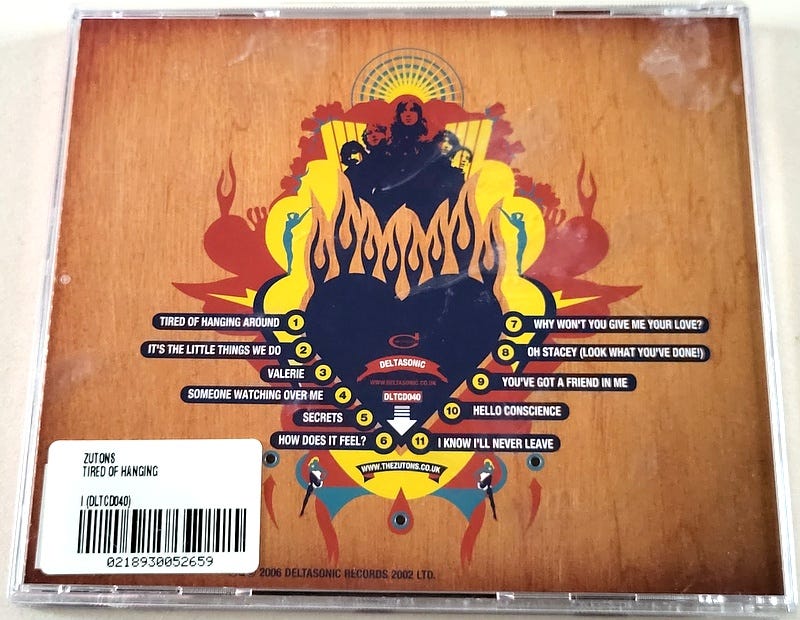 TIRED OF HANGING AROUND 1
IT'S THE LITTLE THINGS WE DO 2
VALERIE 3
SOMEONE WATCHING OVER ME 4
SECRETS 5
HOW DOES IT FEEL? 6
7 WHY WON'T YOU GIVE ME YOUR LOVE?
8 OH STACEY (LOOK WHAT YOU'VE DONE!)
9 YOU'VE GOT A FRIEND IN ME
10 HELLO CONSCIENCE
11 I KNOW I'LL NEVER LEAVE
DELTASONIC
WWW.DELTASONIC.CO.UK
DLTCD040
WWW.THEZUTONS.CO.UK
ZUTONS
TIRED OF HANGING
I (DLTCD040)
0218930052659
2006 DELTASONIC RECORDS 2002 LTD.